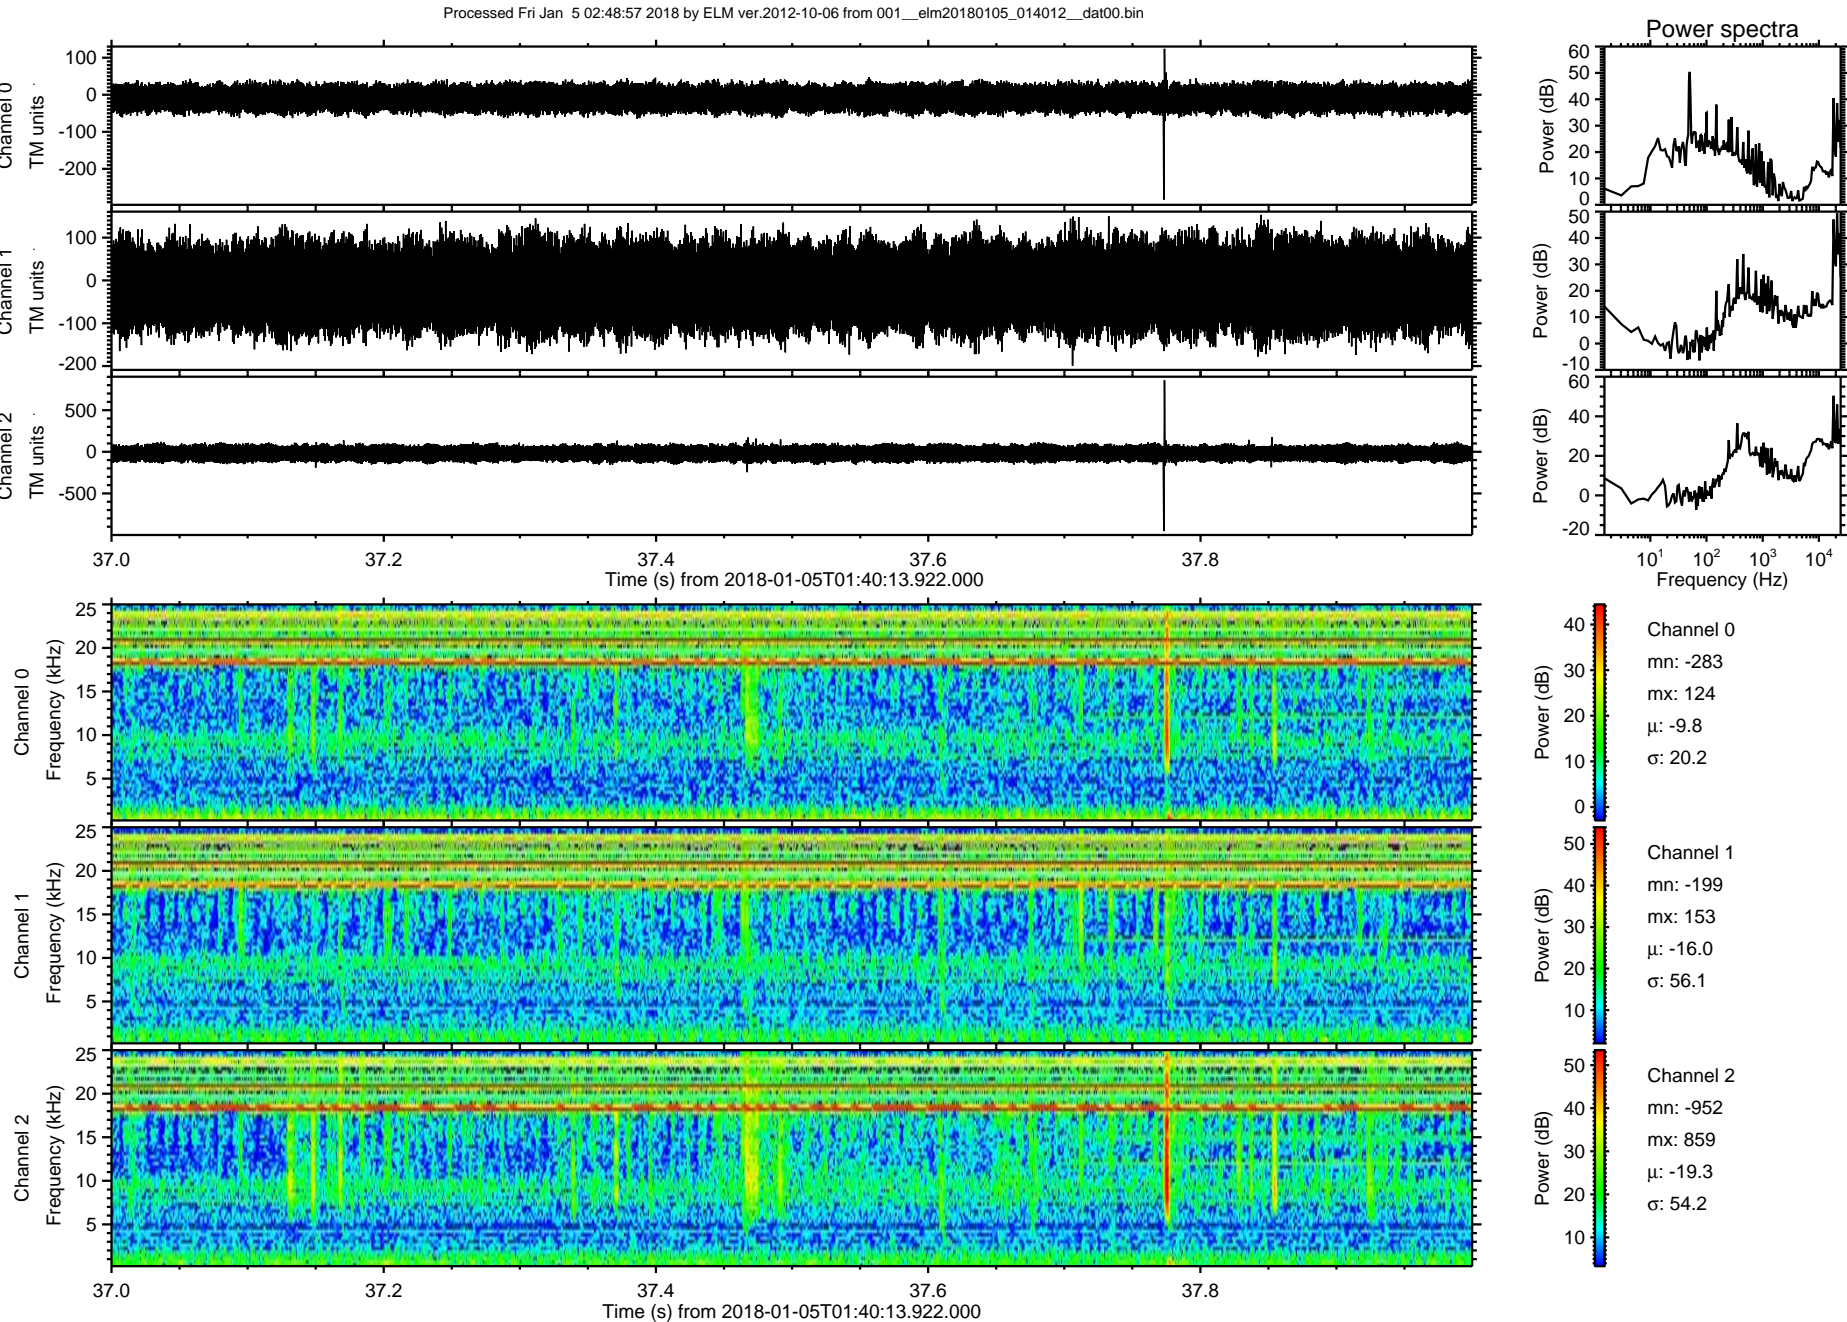 Processed Fri Jan  5 02:48:57 2018 by ELM ver.2012-10-06 from 001__elm20180105_014012__dat00.bin
Power spectra
Channel 0
TM units
100
0
-100
-200
Power (dB)
60
50
40
30
20
10
0
Channel 1
TM units
100
0
-100
-200
Power (dB)
50
40
30
20
10
0
-10
Channel 2
TM units
500
0
-500
Power (dB)
60
40
20
0
-20
37.0 37.2 37.4 37.6 37.8
Time (s) from 2018-01-05T01:40:13.922.000
10^1 10^2 10^3 10^4
Frequency (Hz)
Channel 0
Frequency (kHz)
25
20
15
10
5
Power (dB)
40
30
20
10
0
Channel 0
mn: -283
mx: 124
μ: -9.8
σ: 20.2
Channel 1
Frequency (kHz)
25
20
15
10
5
Power (dB)
50
40
30
20
10
Channel 1
mn: -199
mx: 153
μ: -16.0
σ: 56.1
Channel 2
Frequency (kHz)
25
20
15
10
5
Power (dB)
50
40
30
20
10
Channel 2
mn: -952
mx: 859
μ: -19.3
σ: 54.2
37.0 37.2 37.4 37.6 37.8
Time (s) from 2018-01-05T01:40:13.922.000